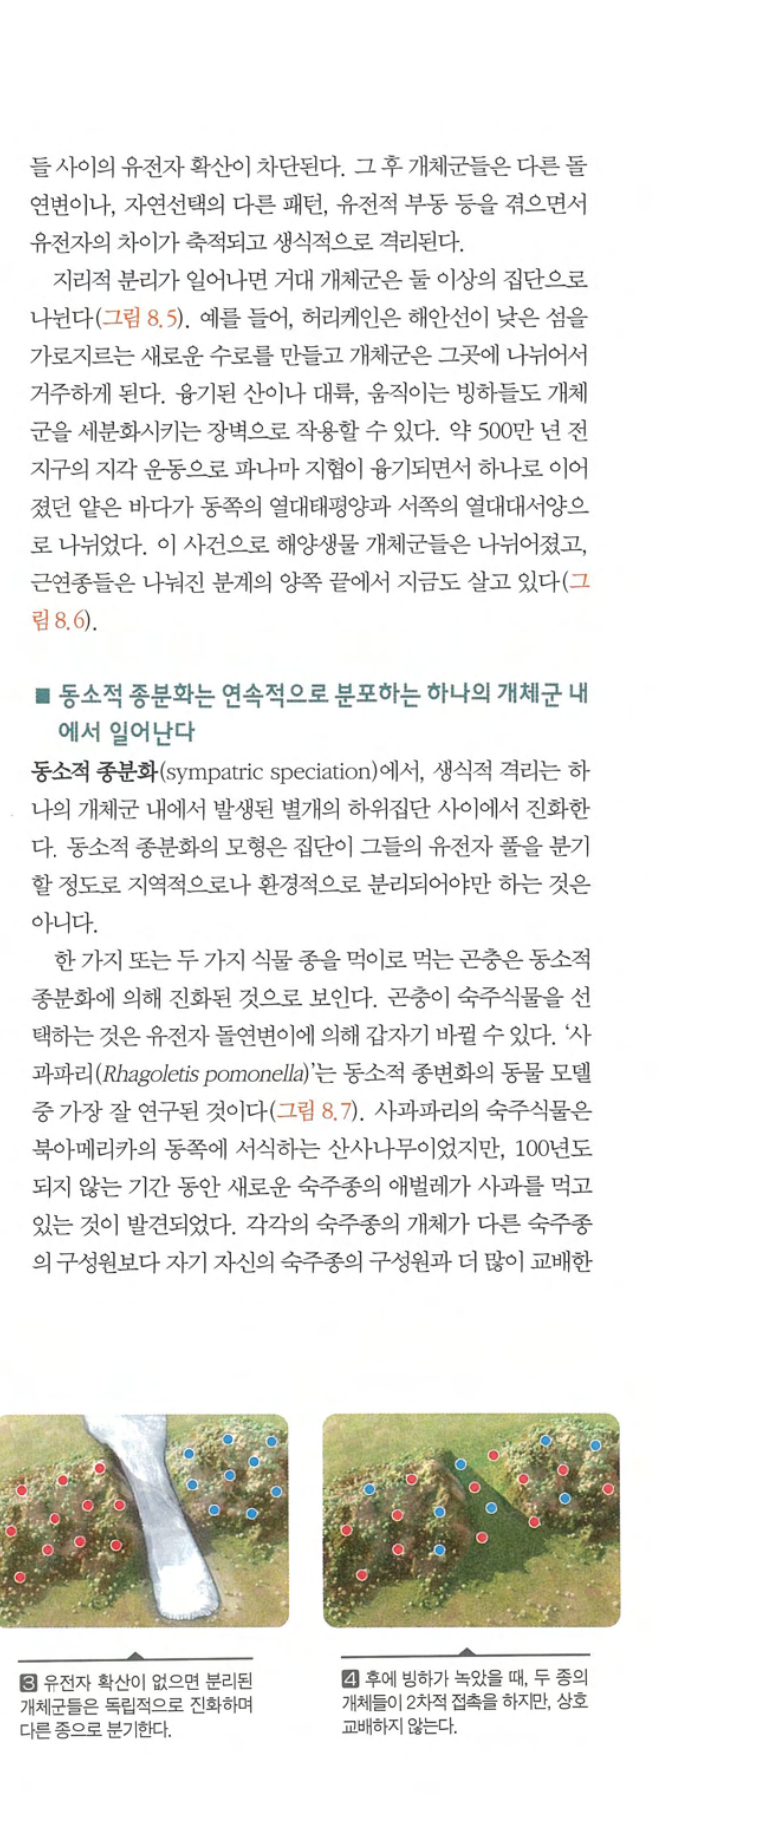 들 사이의 유전자 확산이 차단된다. 그 후 개체군들은 다른 돌
연변이나, 자연선택의 다른 패턴, 유전적 부동 등을 겪으면서
유전자의 차이가 축적되고 생식적으로 격리된다.
지리적 분리가 일어나면 거대 개체군은 둘 이상의 집단으로
나뉜다(그림 8.5). 예를 들어, 허리케인은 해안선이 낮은 섬을
가로지르는 새로운 수로를 만들고 개체군은 그곳에 나뉘어서
거주하게 된다. 융기된 산이나 대륙, 움직이는 빙하들도 개체
군을 세분화시키는 장벽으로 작용할 수 있다. 약 500만 년 전
지구의 지각 운동으로 파나마 지협이 융기되면서 하나로 이어
졌던 얕은 바다가 동쪽의 열대태평양과 서쪽의 열대대서양으
로 나뉘었다. 이 사건으로 해양생물 개체군들은 나뉘어졌고,
근연종들은 나눠진 분계의 양쪽 끝에서 지금도 살고 있다(그
림 8.6).
■ 동소적 종분화는 연속적으로 분포하는 하나의 개체군 내
에서 일어난다
동소적 종분화(sympatric speciation)에서, 생식적 격리는 하
나의 개체군 내에서 발생된 별개의 하위집단 사이에서 진화한
다. 동소적 종분화의 모형은 집단이 그들의 유전자 풀을 분기
할 정도로 지역적으로나 환경적으로 분리되어야만 하는 것은
아니다.
한 가지 또는 두 가지 식물 종을 먹이로 먹는 곤충은 동소적
종분화에 의해 진화된 것으로 보인다. 곤충이 숙주식물을 선
택하는 것은 유전자 돌연변이에 의해 갑자기 바뀔 수 있다. ‘사
과파리(Rhagoletis pomonella)’는 동소적 종변화의 동물 모델
중 가장 잘 연구된 것이다(그림 8.7). 사과파리의 숙주식물은
북아메리카의 동쪽에 서식하는 산사나무이었지만, 100년도
되지 않는 기간 동안 새로운 숙주종의 애벌레가 사과를 먹고
있는 것이 발견되었다. 각각의 숙주종의 개체가 다른 숙주종
의 구성원보다 자기 자신의 숙주종의 구성원과 더 많이 교배한
3 유전자 확산이 없으면 분리된
개체군들은 독립적으로 진화하며
다른 종으로 분기한다.
4 후에 빙하가 녹았을 때, 두 종의
개체들이 2차적 접촉을 하지만, 상호
교배하지 않는다.